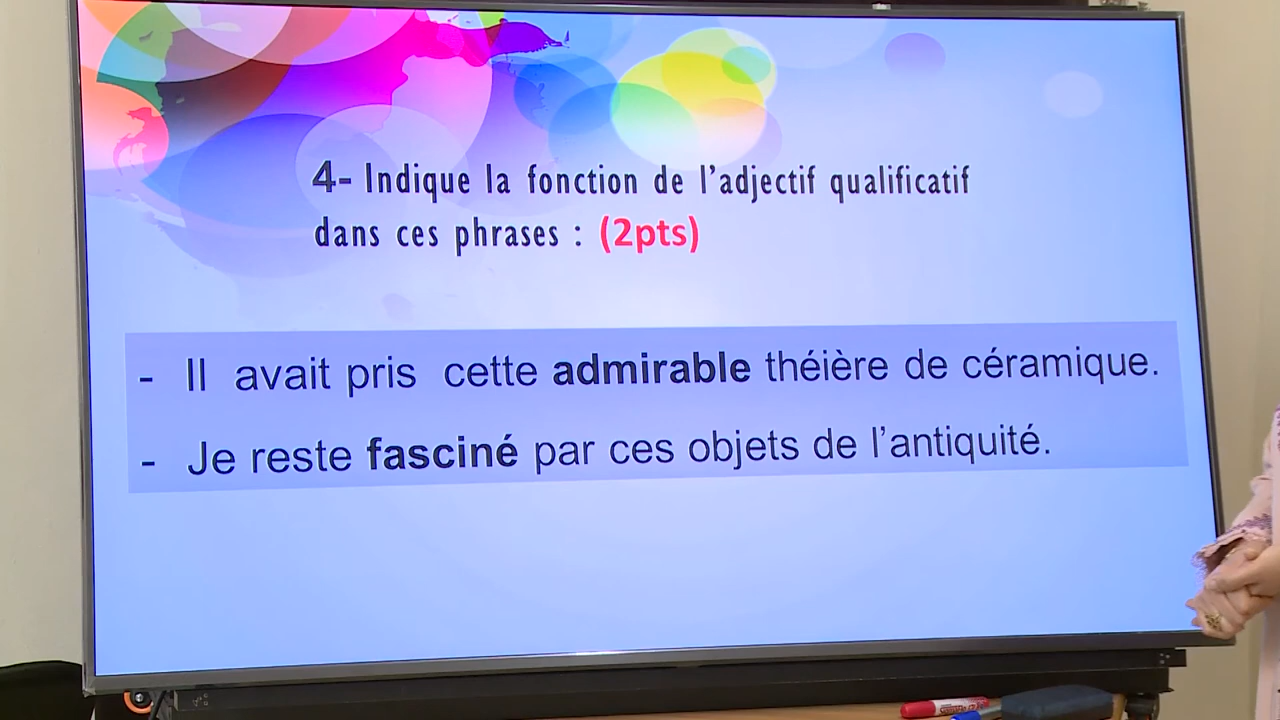 4- Indique la fonction de l'adjectif qualificatif
dans ces phrases : (2pts)
- Il avait pris cette admirable théière de céramique.
- Je reste fasciné par ces objets de l'antiquité.